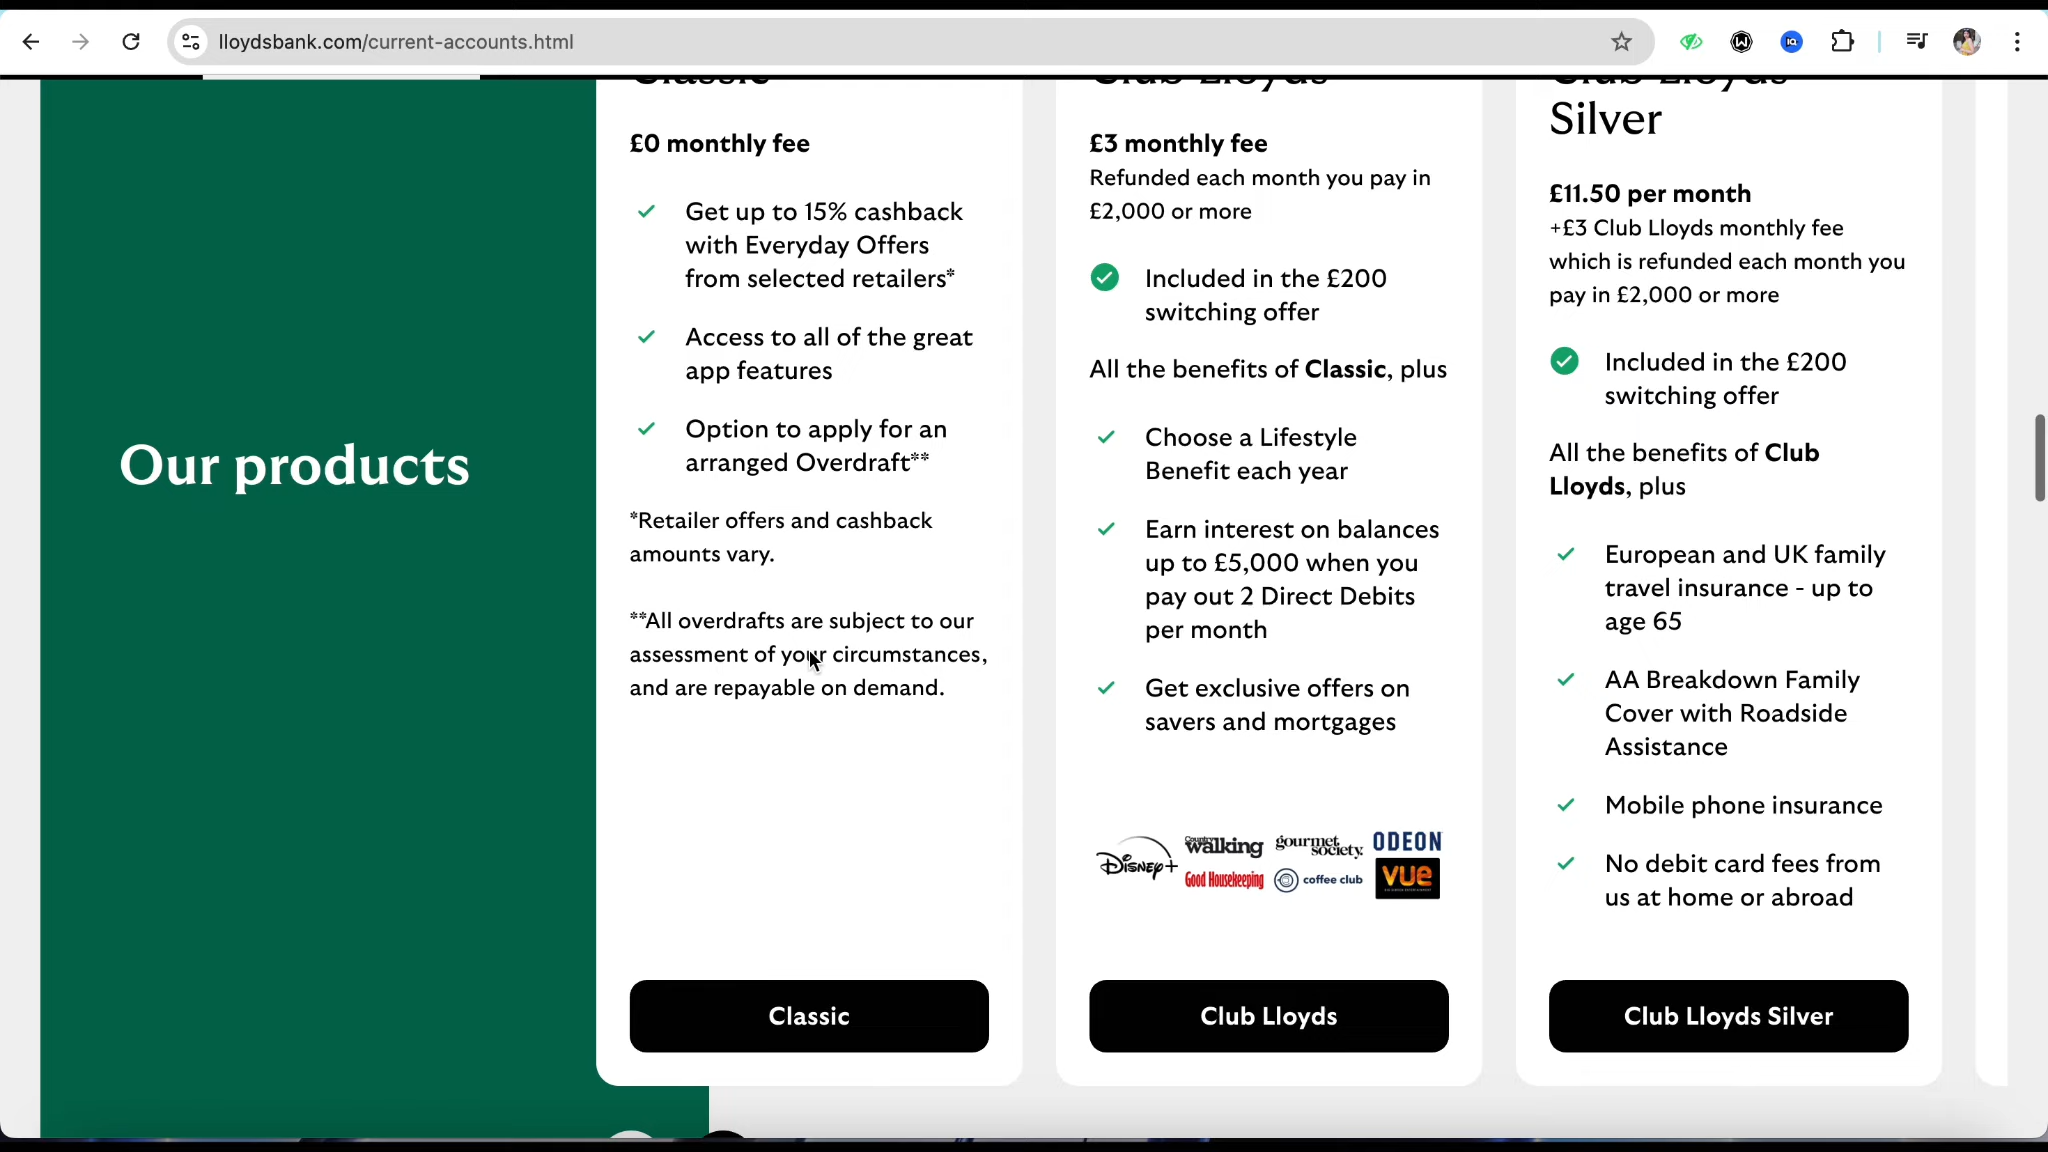 lloydsbank.com/current-accounts.html
Our products
Classic
£0 monthly fee
Get up to 15% cashback
with Everyday Offers
from selected retailers*
Access to all of the great
app features
Option to apply for an
arranged Overdraft**
*Retailer offers and cashback
amounts vary.
**All overdrafts are subject to our
assessment of your circumstances,
and are repayable on demand.
Classic
Club Lloyds
£3 monthly fee
Refunded each month you pay in
£2,000 or more
Included in the £200
switching offer
All the benefits of Classic, plus
Choose a Lifestyle
Benefit each year
Earn interest on balances
up to £5,000 when you
pay out 2 Direct Debits
per month
Get exclusive offers on
savers and mortgages
Disney+
Country walking
Good Housekeeping
gourmet society.
coffee club
ODEON
vue
Club Lloyds
Club Lloyds
Silver
£11.50 per month
+£3 Club Lloyds monthly fee
which is refunded each month you
pay in £2,000 or more
Included in the £200
switching offer
All the benefits of Club
Lloyds, plus
European and UK family
travel insurance - up to
age 65
AA Breakdown Family
Cover with Roadside
Assistance
Mobile phone insurance
No debit card fees from
us at home or abroad
Club Lloyds Silver